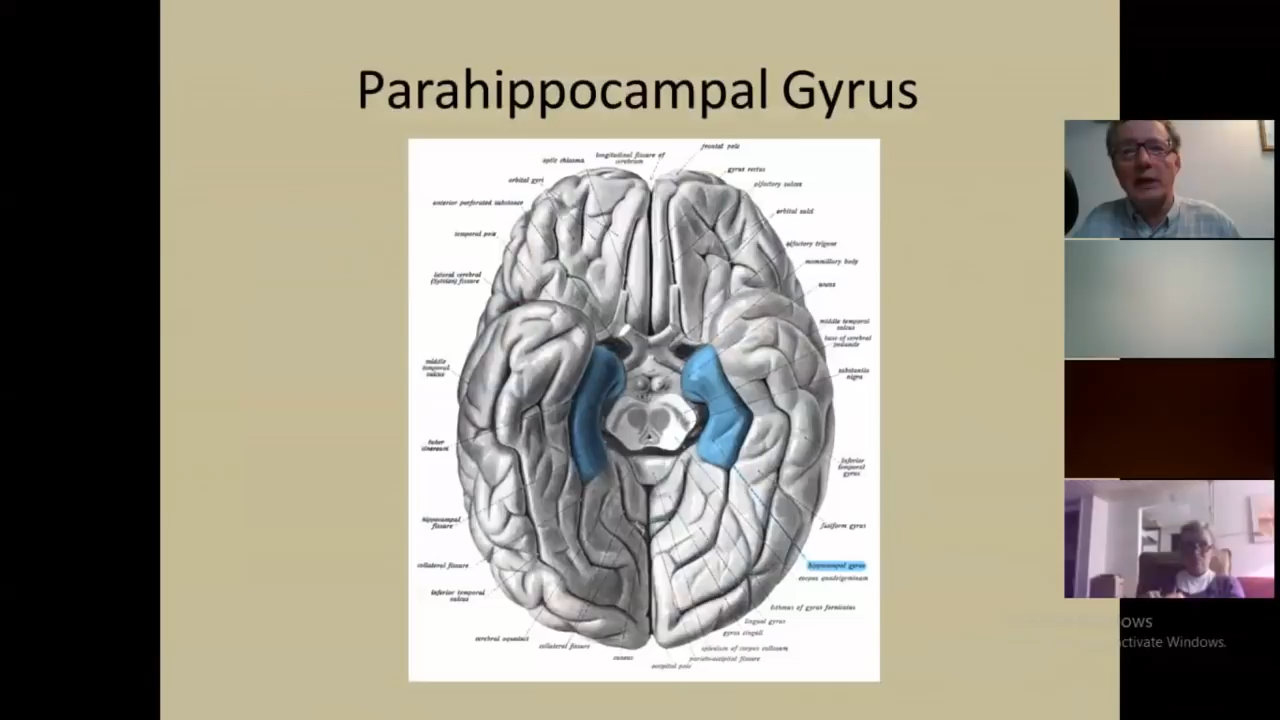 Parahippocampal Gyrus
frontal pole
longitudinal fissure of
cerebrum
optic chiasma
gyrus rectus
orbital gyri
olfactory sulcus
anterior perforated substance
orbital sulci
temporal pole
olfactory trigone
mammillary body
lateral cerebral
(Sylvian) fissure
uncus
middle temporal
sulcus
base of cerebral
peduncle
middle
temporal
sulcus
substantia
nigra
inferior
temporal
gyrus
hippocampal
fissure
fusiform gyrus
collateral fissure
hippocampal gyrus
corpus quadrigeminum
inferior temporal
sulcus
isthmus of gyrus fornicatus
lingual gyrus
gyrus cinguli
cerebral aqueduct
collateral fissure
splenium of corpus callosum
cuneus
parieto-occipital fissure
occipital pole
ows
ctivate Windows.